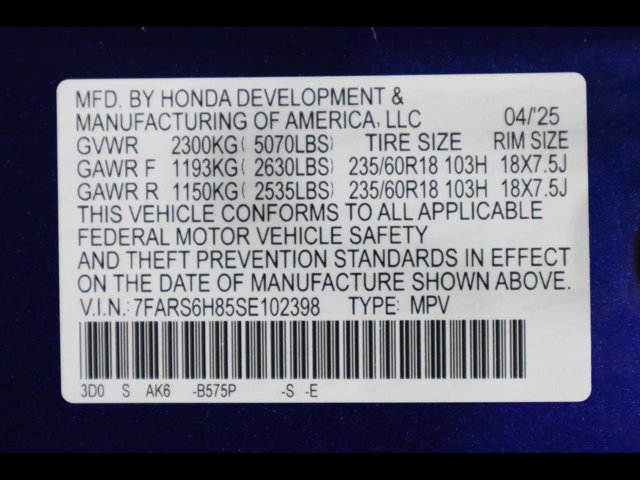 MFD. BY HONDA DEVELOPMENT &
MANUFACTURING OF AMERICA, LLC 04/'25
GVWR 2300KG( 5070LBS) TIRE SIZE RIM SIZE
GAWR F 1193KG( 2630LBS) 235/60R18 103H 18X7.5J
GAWR R 1150KG( 2535LBS) 235/60R18 103H 18X7.5J
THIS VEHICLE CONFORMS TO ALL APPLICABLE
FEDERAL MOTOR VEHICLE SAFETY
AND THEFT PREVENTION STANDARDS IN EFFECT
ON THE DATE OF MANUFACTURE SHOWN ABOVE.
V.I.N.: 7FARS6H85SE102398 TYPE: MPV
3D0 S AK6 -B575P -S -E